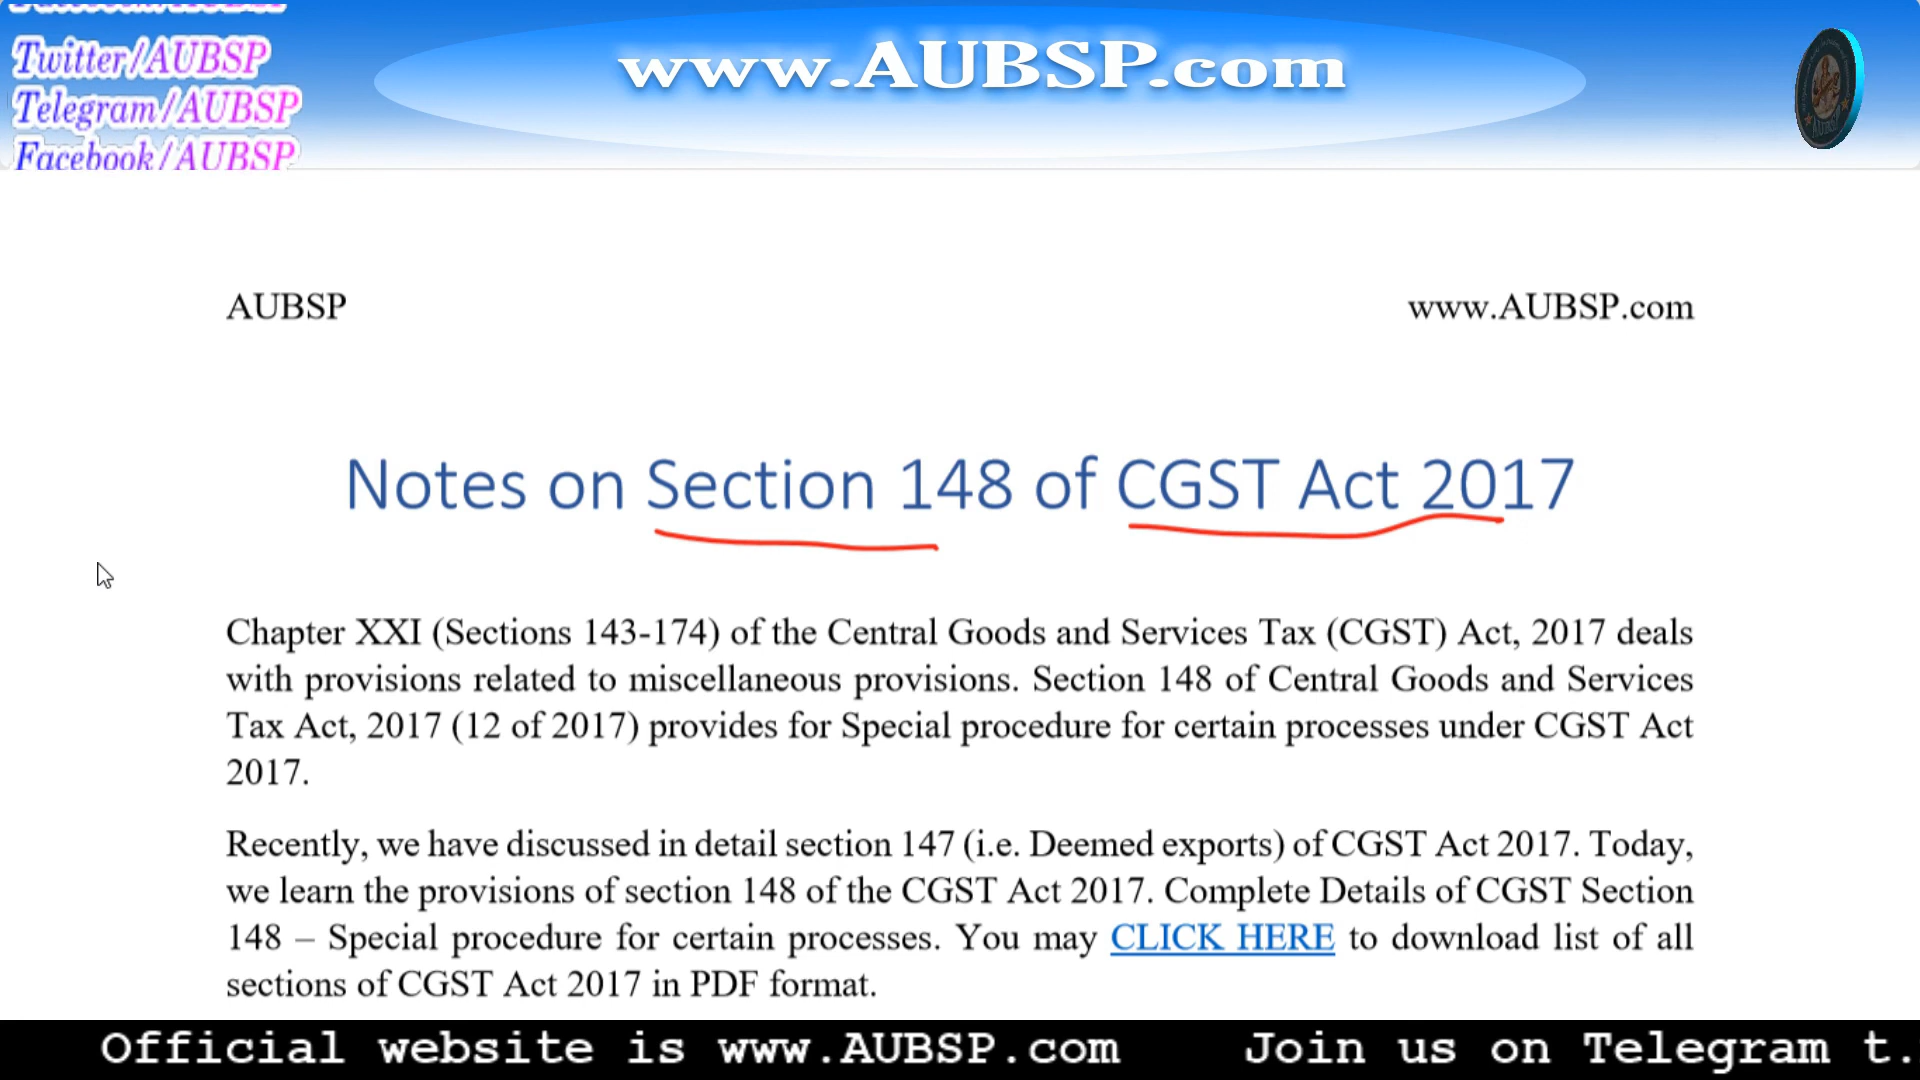 Twitter/AUBSP
Telegram/AUBSP
Facebook/AUBSP
www.AUBSP.com
AUBSP
www.AUBSP.com
Notes on Section 148 of CGST Act 2017
Chapter XXI (Sections 143-174) of the Central Goods and Services Tax (CGST) Act, 2017 deals
with provisions related to miscellaneous provisions. Section 148 of Central Goods and Services
Tax Act, 2017 (12 of 2017) provides for Special procedure for certain processes under CGST Act
2017.
Recently, we have discussed in detail section 147 (i.e. Deemed exports) of CGST Act 2017. Today,
we learn the provisions of section 148 of the CGST Act 2017. Complete Details of CGST Section
148 – Special procedure for certain processes. You may CLICK HERE to download list of all
sections of CGST Act 2017 in PDF format.
Official website is www.AUBSP.com Join us on Telegram t.